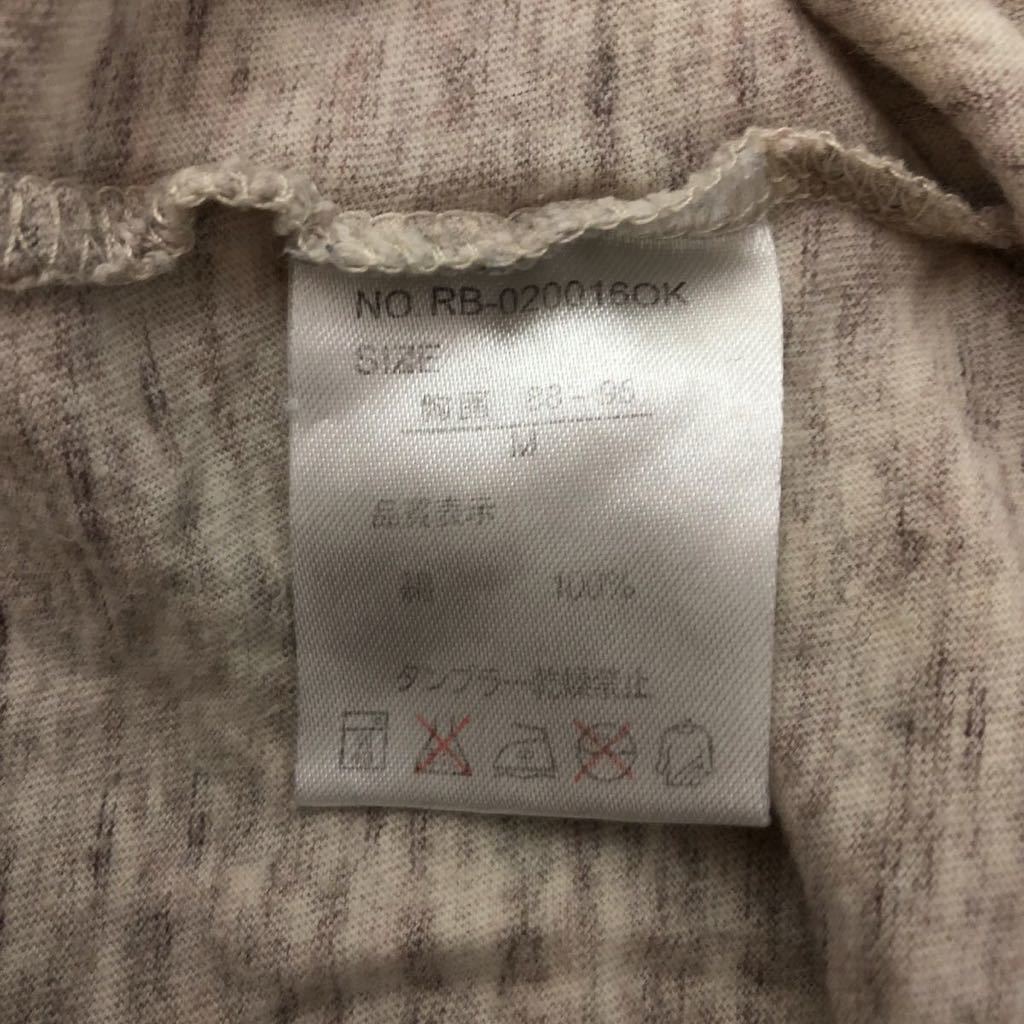 NO RB-020016OK
SIZE
胸囲 88-96
M
品質表示
綿 100%
タンブラー乾燥禁止